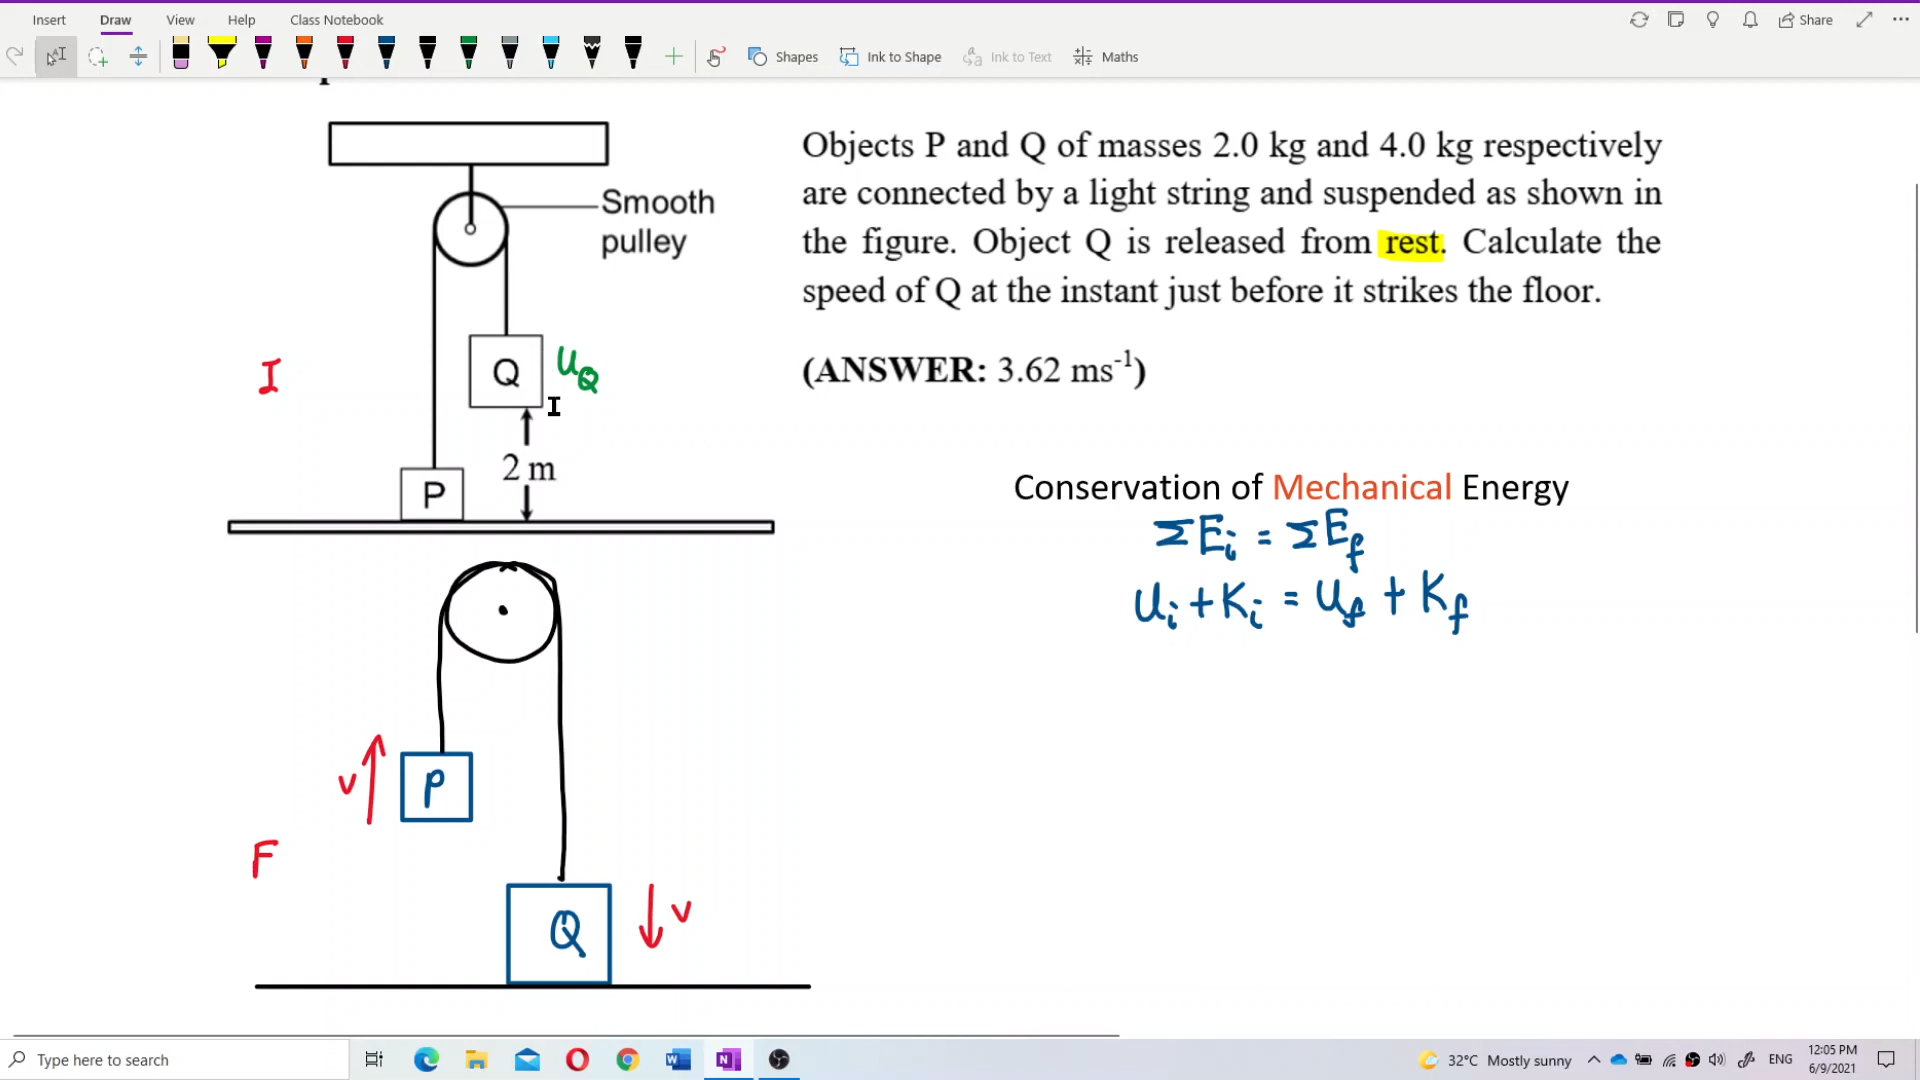 Insert Draw View Help Class Notebook
Share
Shapes Ink to Shape Ink to Text Maths
Objects P and Q of masses 2.0 kg and 4.0 kg respectively
are connected by a light string and suspended as shown in
the figure. Object Q is released from rest. Calculate the
speed of Q at the instant just before it strikes the floor.
(ANSWER: 3.62 ms⁻¹)
Smooth
pulley
Q
U_Q
I
2 m
P
Conservation of Mechanical Energy
ΣE_i = ΣE_f
U_i + K_i = U_f + K_f
v
P
F
Q
v
Type here to search
32°C Mostly sunny
ENG
12:05 PM
6/9/2021